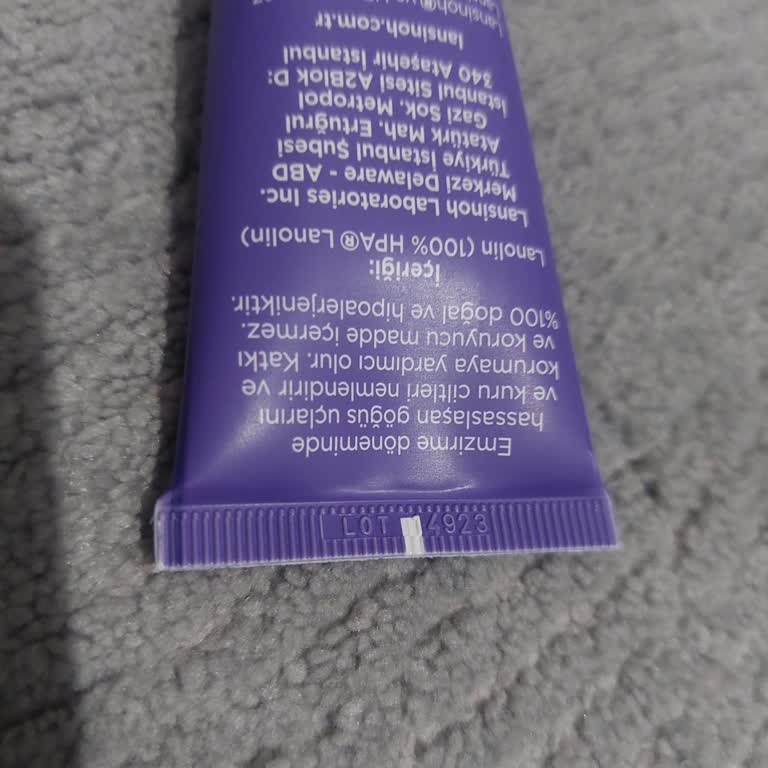 Emzirme döneminde
hassaslaşan göğüs uçlarını
ve kuru ciltleri nemlendirir ve
korumaya yardımcı olur. Katkı
ve koruyucu madde içermez.
%100 doğal ve hipoalerjeniktir.
İçeriği:
Lanolin (100% HPA® Lanolin)
Lansinoh Laboratories Inc.
Merkezi Delaware - ABD
Türkiye İstanbul Şubesi
Atatürk Mah. Ertuğrul
Gazi Sok. Metropol
İstanbul Sitesi A2Blok D:
340 Ataşehir İstanbul
lansinoh.com.tr
Lansinoh®
LOT 4923